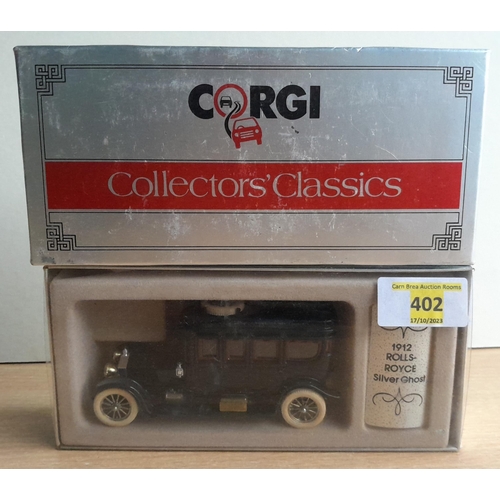 CORGI
Collectors' Classics
Carn Brea Auction Rooms
402
17/10/2023
1912
ROLLS-
ROYCE
Silver Ghost